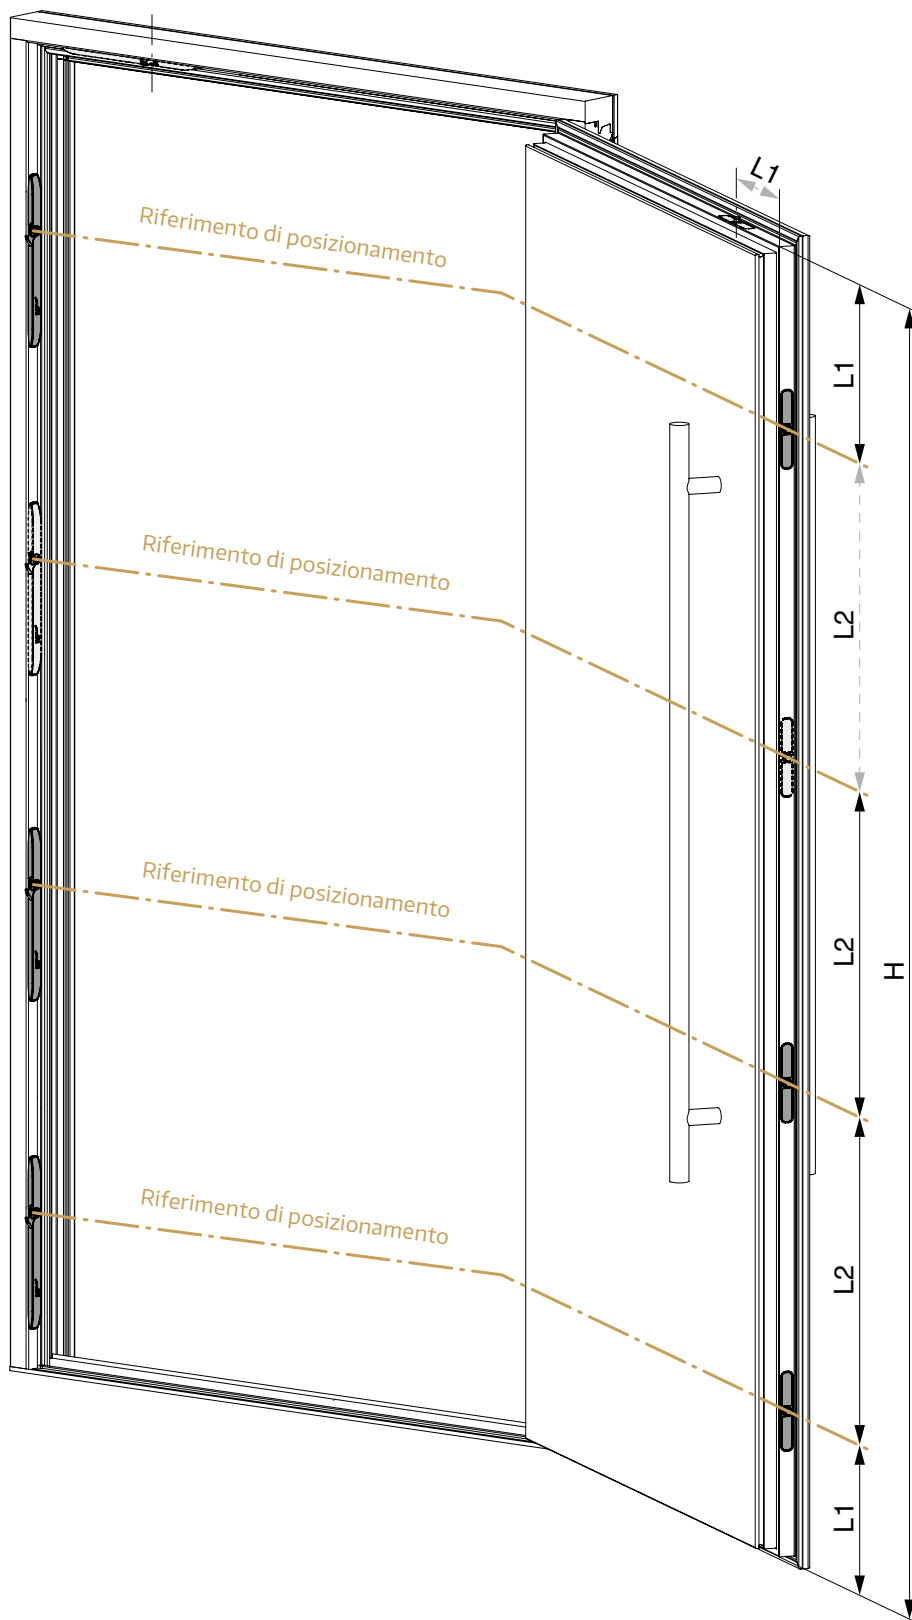 L1
Riferimento di posizionamento
L1
Riferimento di posizionamento
L2
Riferimento di posizionamento
L2
H
Riferimento di posizionamento
L2
L1